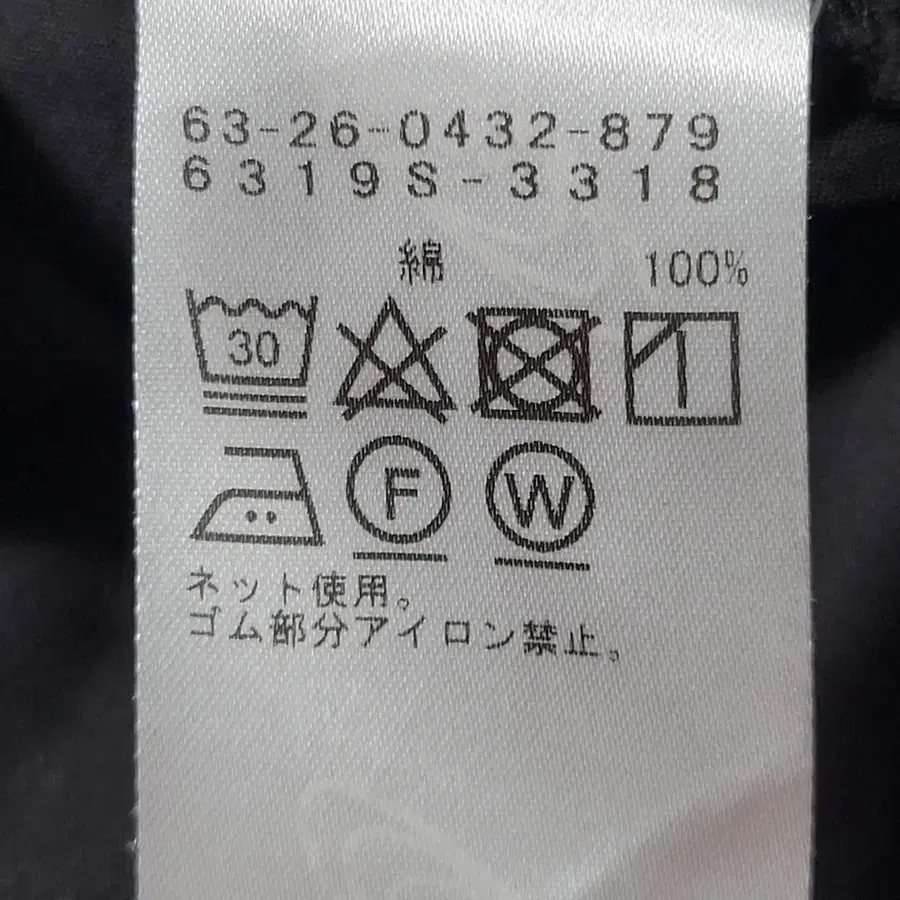 63-26-0432-879
6319S-3318
綿 100%
30
F W
ネット使用。
ゴム部分アイロン禁止。